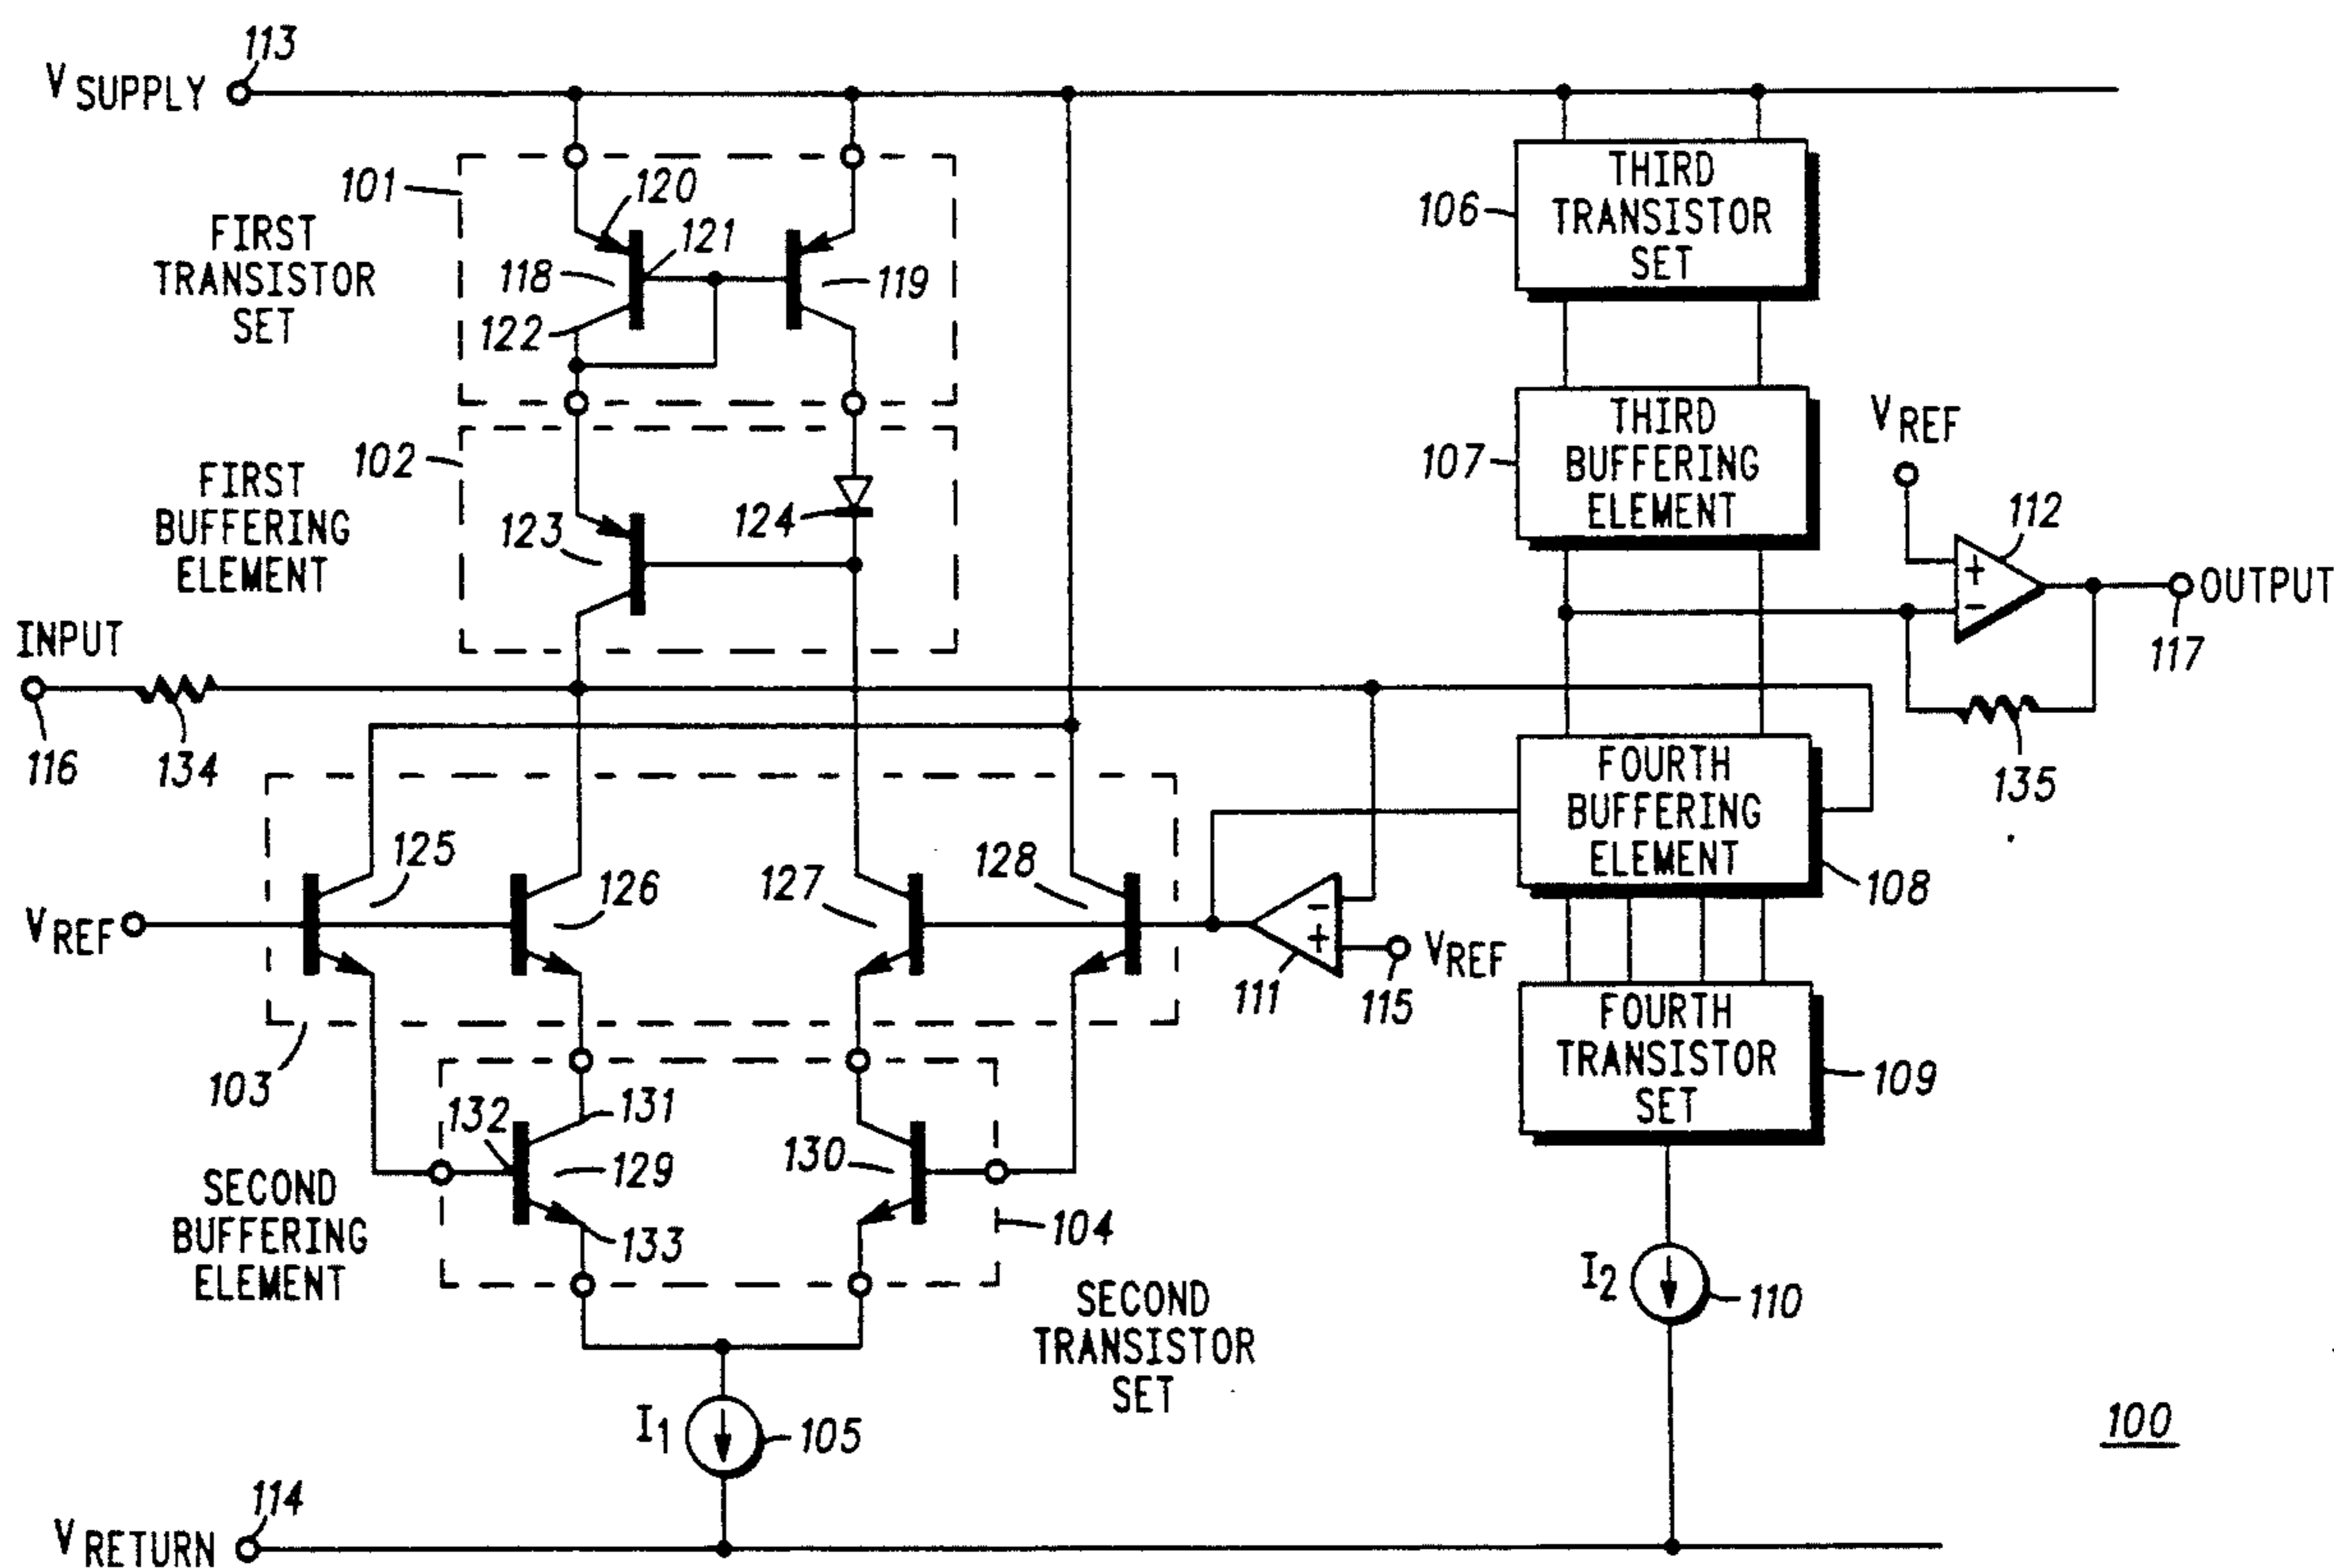 113
V SUPPLY
101
FIRST
TRANSISTOR
SET
120
121
118
119
122
THIRD
TRANSISTOR
SET
106
102
FIRST
BUFFERING
ELEMENT
123
124
THIRD
BUFFERING
ELEMENT
107
VREF
112
+
−
OUTPUT
117
INPUT
116
134
135
FOURTH
BUFFERING
ELEMENT
108
125
126
127
128
VREF
−
+
111
115
VREF
103
FOURTH
TRANSISTOR
SET
109
132
131
129
130
133
104
SECOND
BUFFERING
ELEMENT
SECOND
TRANSISTOR
SET
I2
110
I1
105
100
114
V RETURN